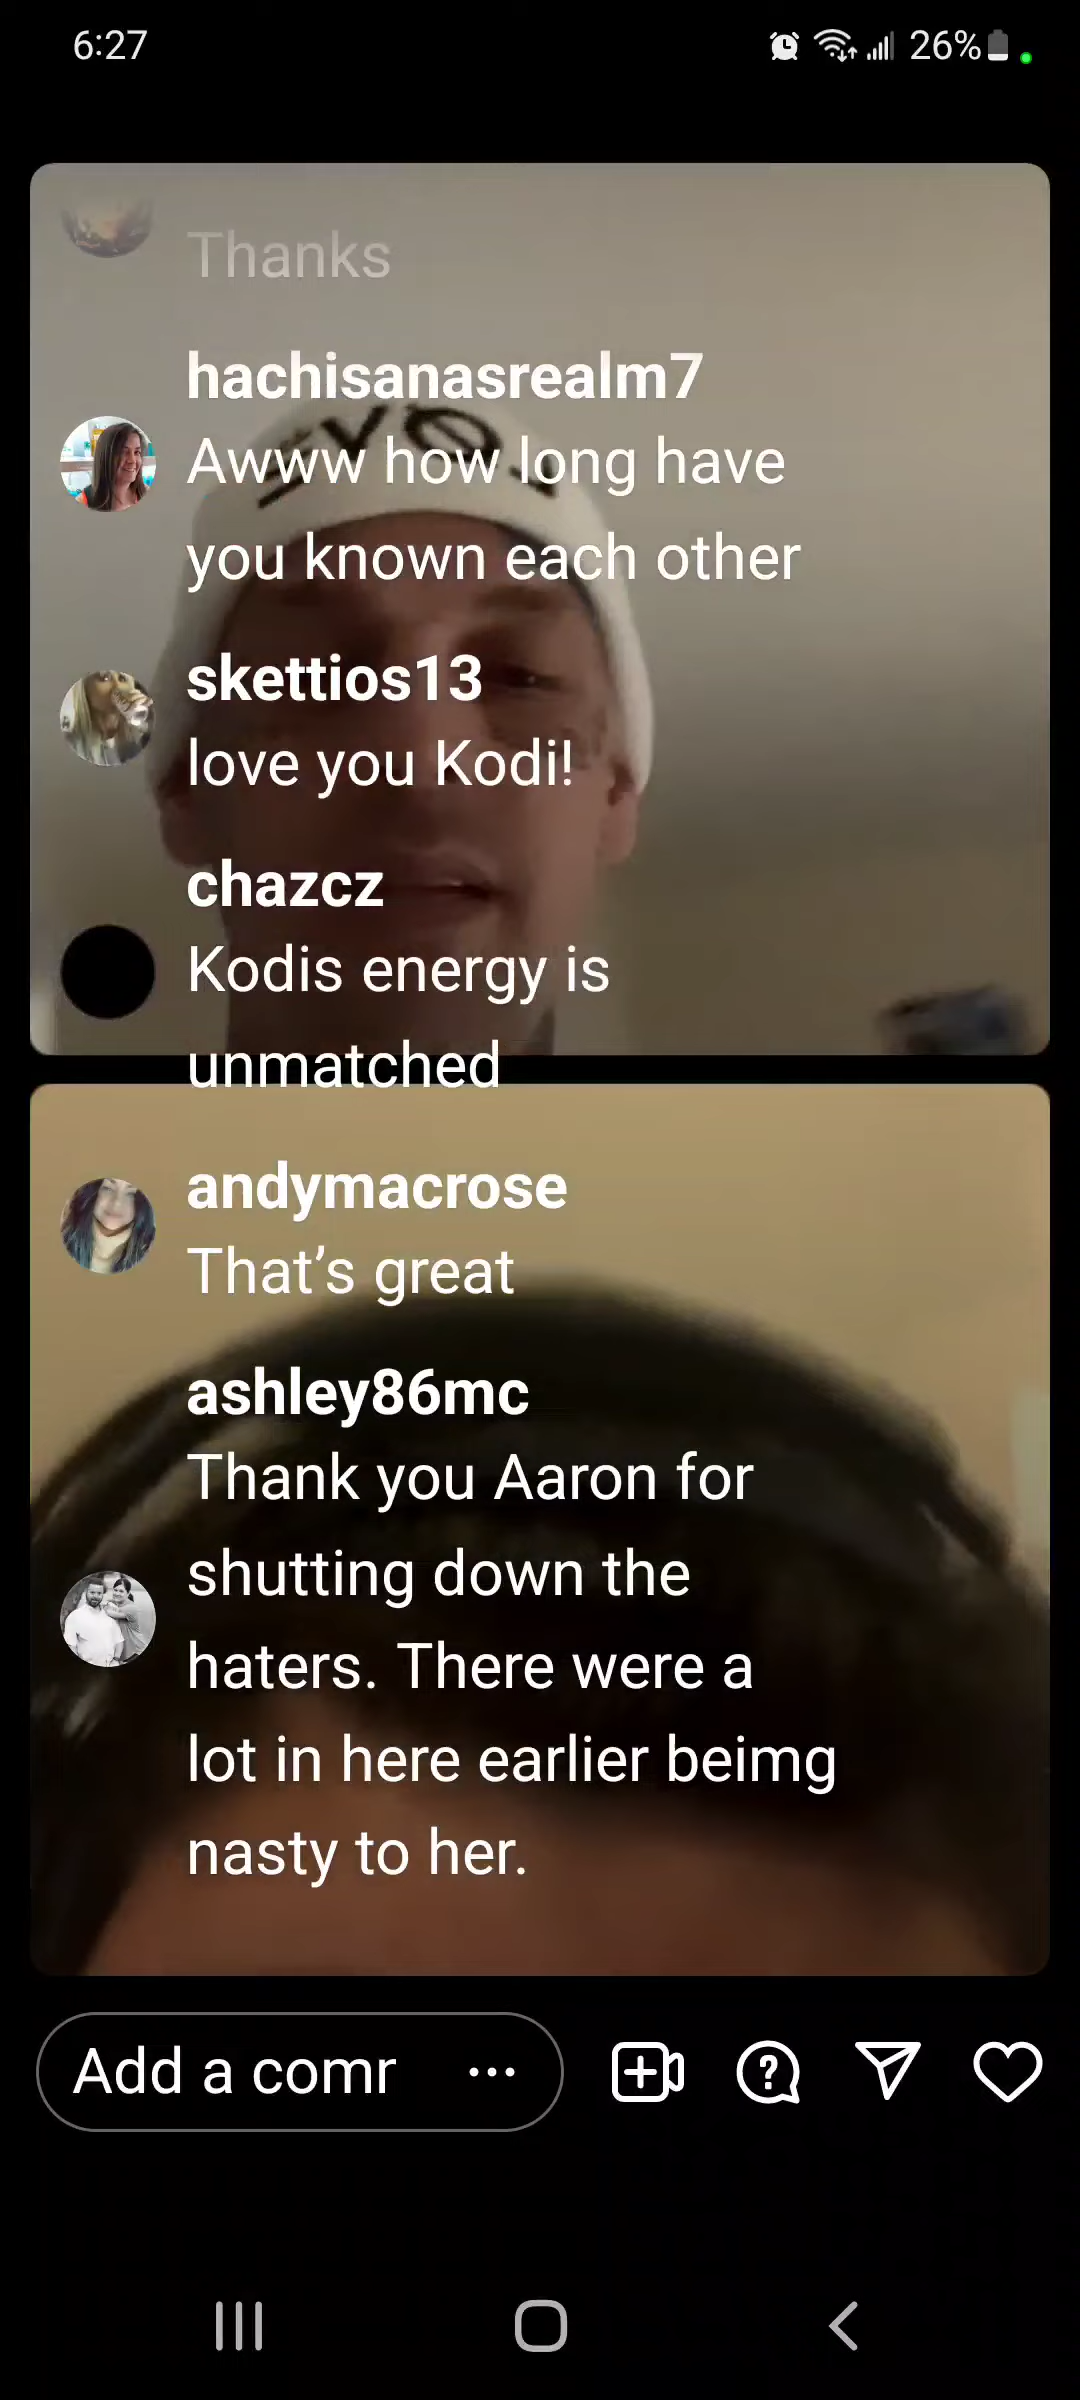 6:27
26%
Thanks
hachisanasrealm7
Awww how long have
you known each other
skettios13
love you Kodi!
chazcz
Kodis energy is
unmatched
andymacrose
That’s great
ashley86mc
Thank you Aaron for
shutting down the
haters. There were a
lot in here earlier beimg
nasty to her.
Add a comr